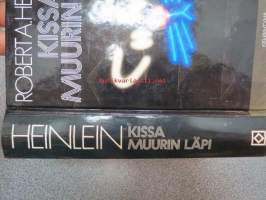 ROBERT A. HE
KISSA
MUURIN
HEINLEIN
KISSA
MUURIN LÄPI